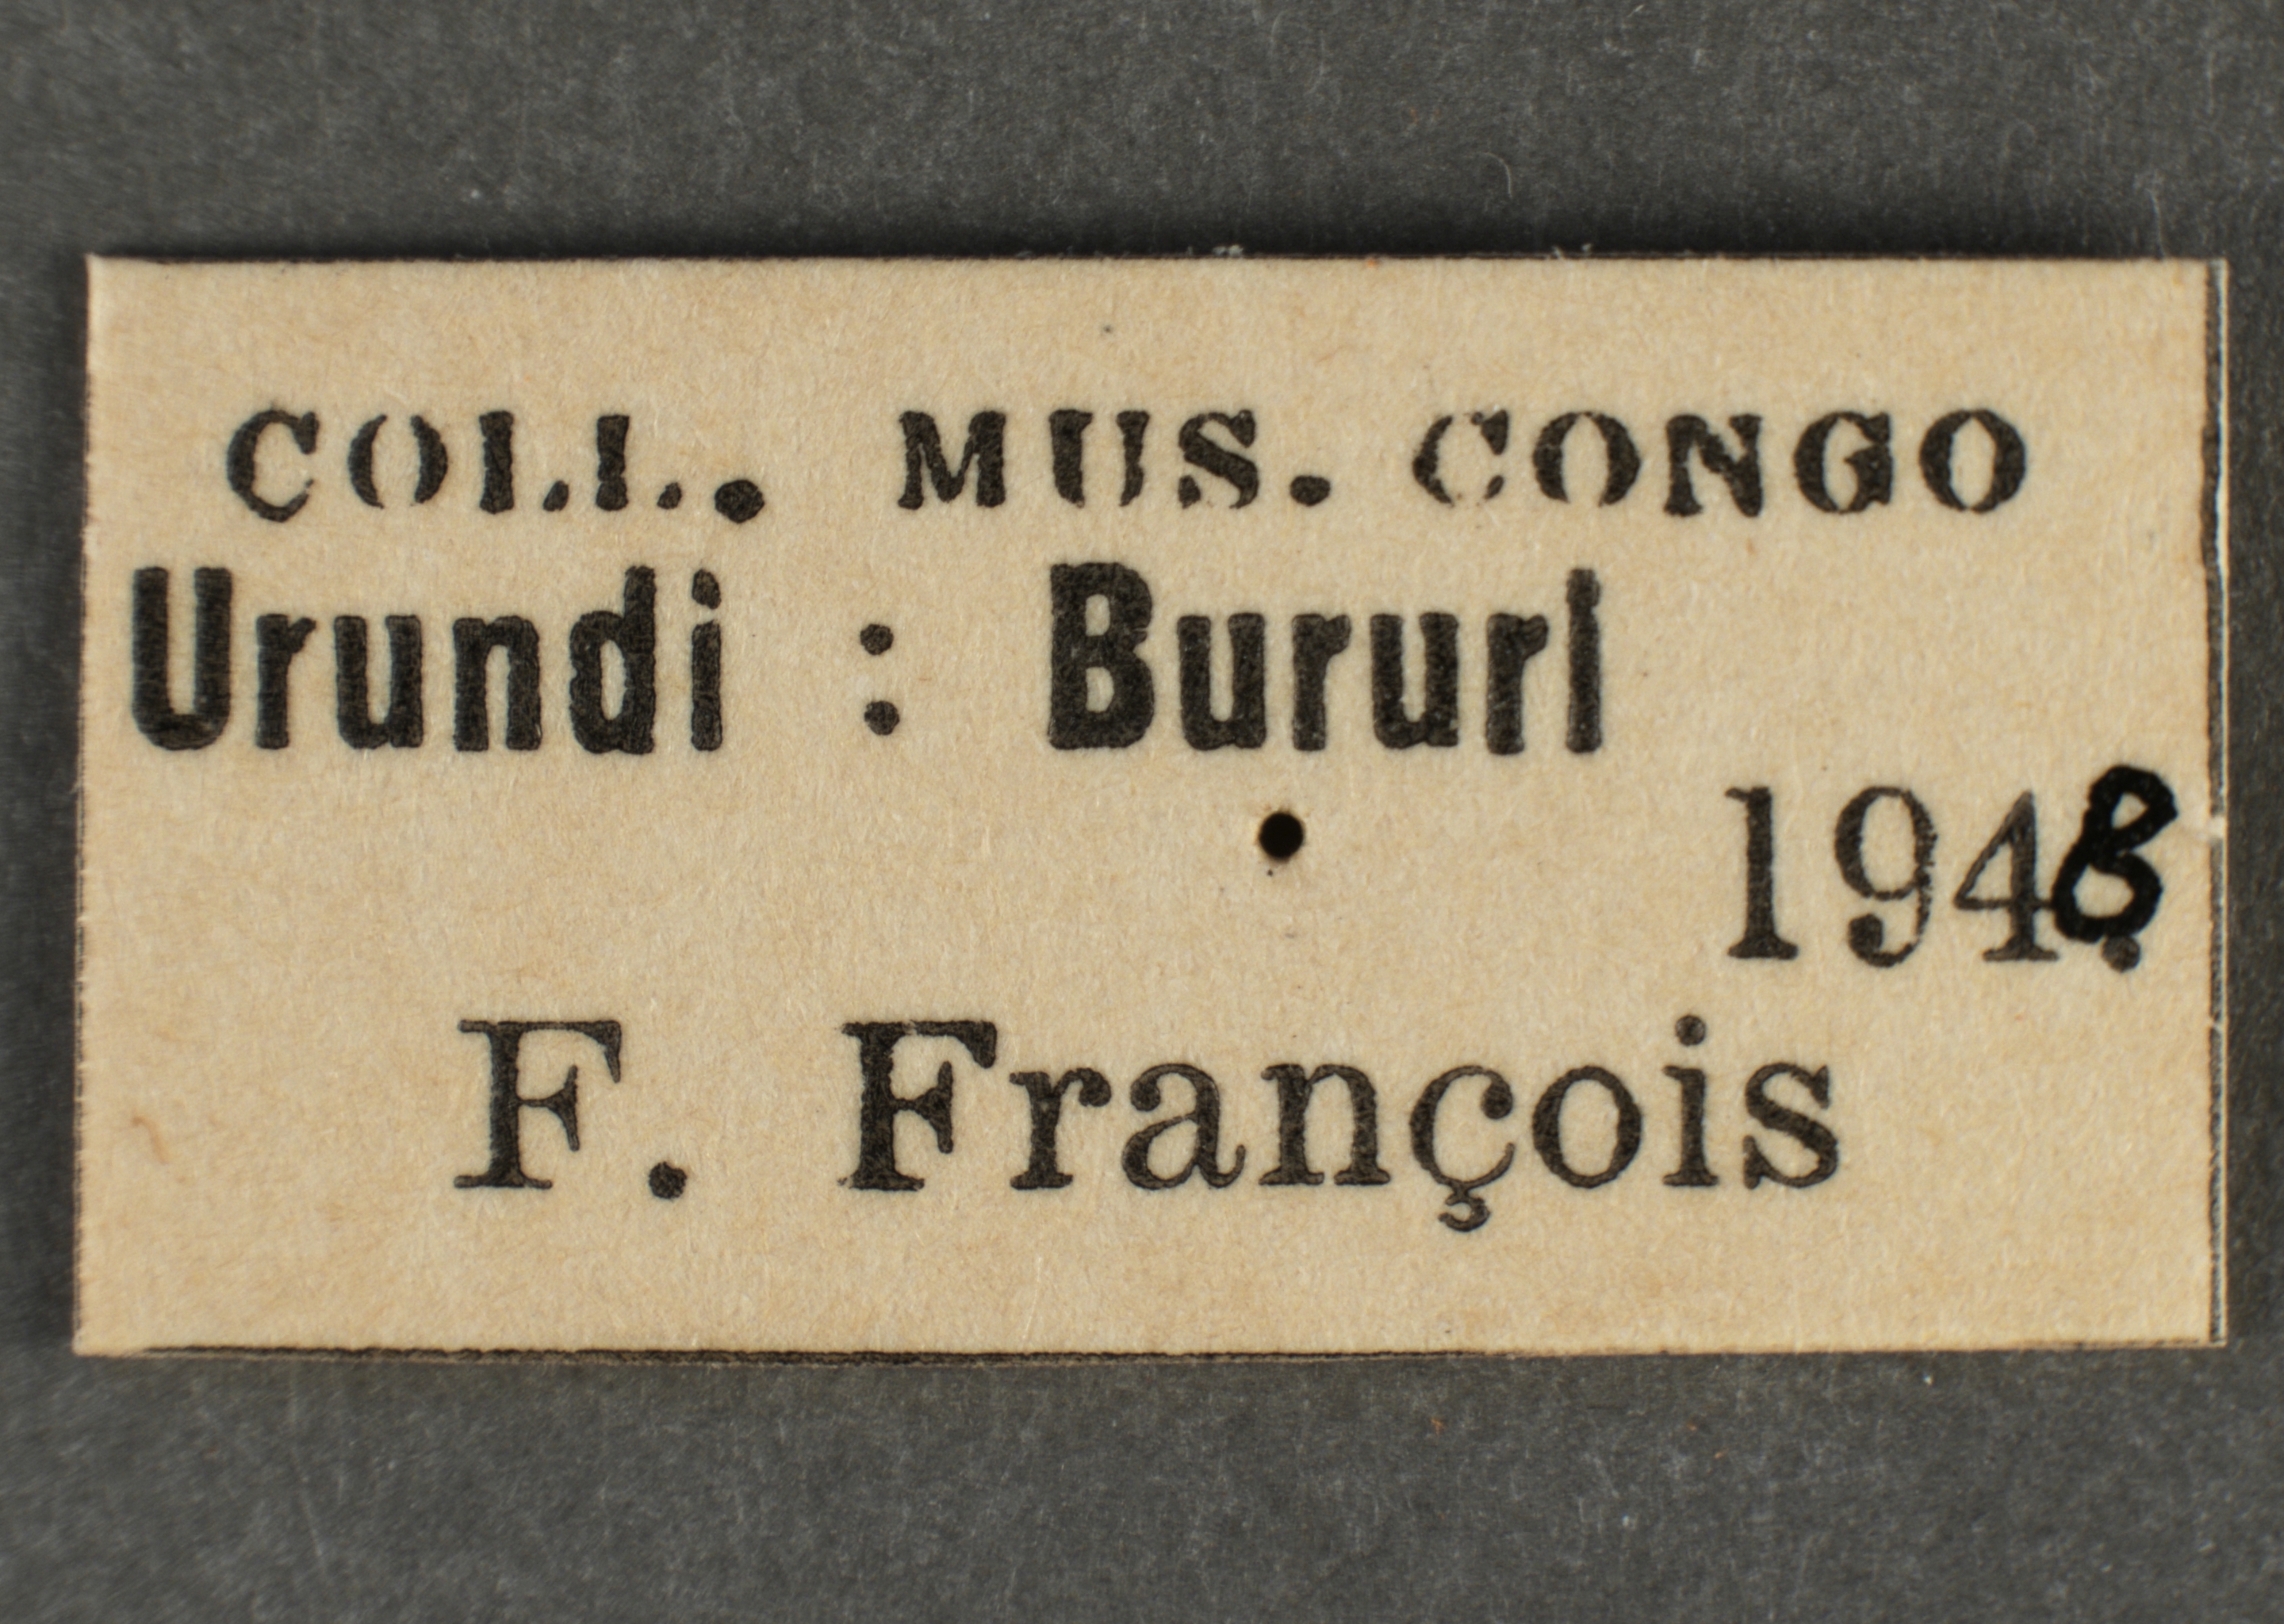 COLL. MUS. CONGO
Urundi : Bururi
1948.
F. François